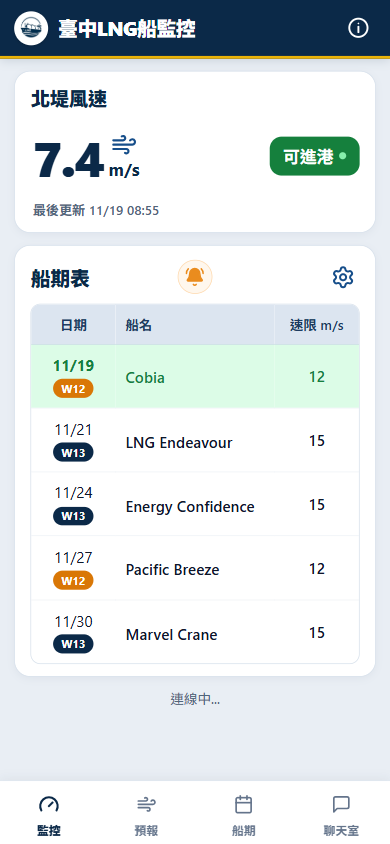 臺中LNG船監控
北堤風速
7.4 m/s
可進港
最後更新 11/19 08:55
船期表
日期 船名 速限 m/s
11/19
W12
Cobia 12
11/21
W13
LNG Endeavour 15
11/24
W13
Energy Confidence 15
11/27
W12
Pacific Breeze 12
11/30
W13
Marvel Crane 15
連線中...
監控 預報 船期 聊天室